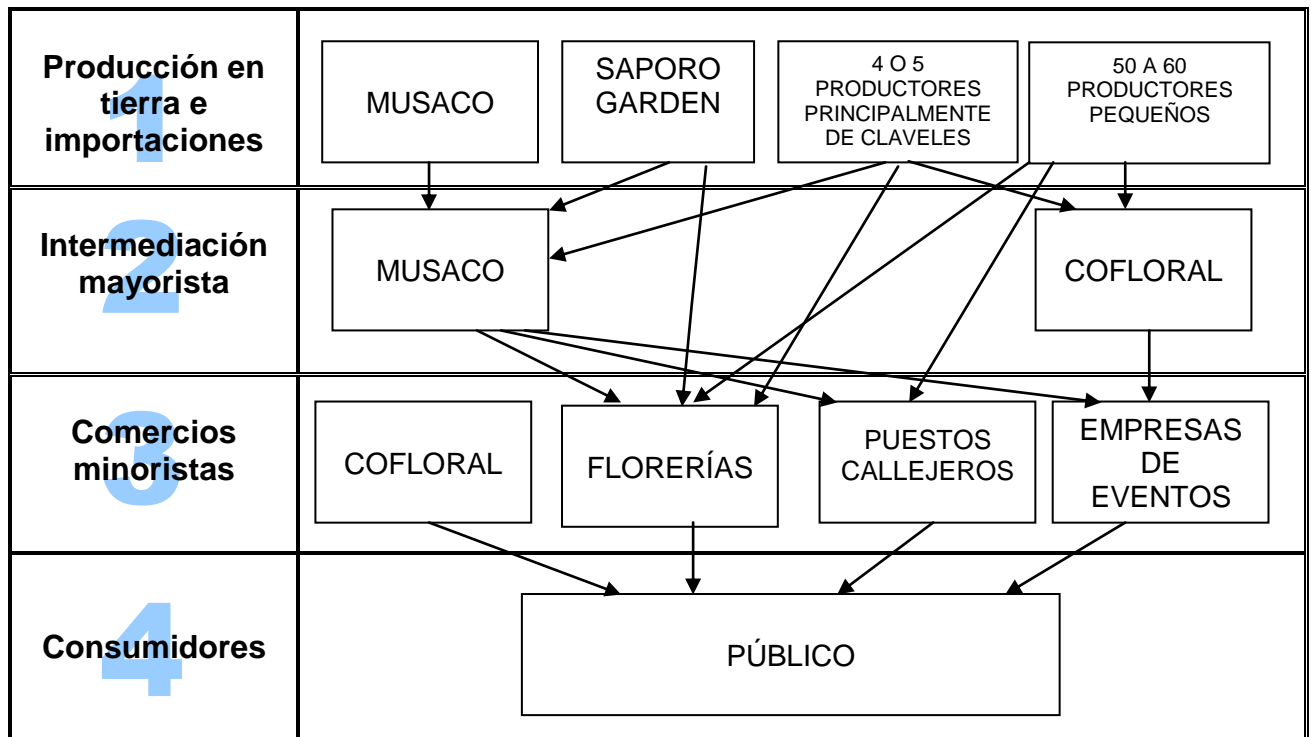 1
Producción en
tierra e
importaciones
MUSACO
SAPORO
GARDEN
4 O 5
PRODUCTORES
PRINCIPALMENTE
DE CLAVELES
50 A 60
PRODUCTORES
PEQUEÑOS
2
Intermediación
mayorista
MUSACO
COFLORAL
3
Comercios
minoristas
COFLORAL
FLORERÍAS
PUESTOS
CALLEJEROS
EMPRESAS
DE
EVENTOS
4
Consumidores
PÚBLICO